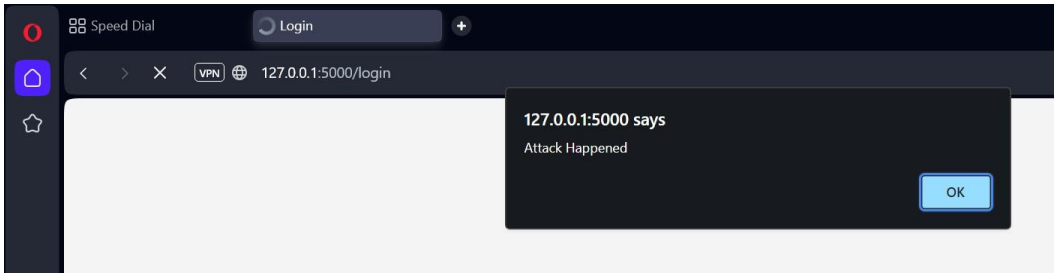 Speed Dial
Login
VPN 127.0.0.1:5000/login
127.0.0.1:5000 says
Attack Happened
OK